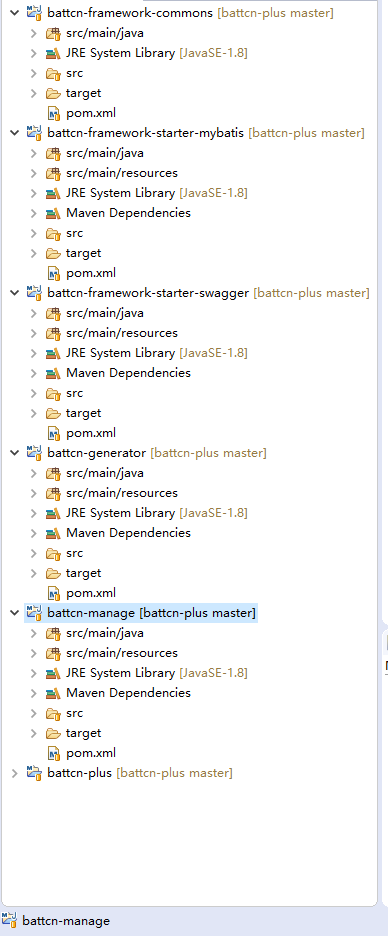 battcn-framework-commons [battcn-plus master]
src/main/java
JRE System Library [JavaSE-1.8]
src
target
pom.xml
battcn-framework-starter-mybatis [battcn-plus master]
src/main/java
src/main/resources
JRE System Library [JavaSE-1.8]
Maven Dependencies
src
target
pom.xml
battcn-framework-starter-swagger [battcn-plus master]
src/main/java
src/main/resources
JRE System Library [JavaSE-1.8]
Maven Dependencies
src
target
pom.xml
battcn-generator [battcn-plus master]
src/main/java
src/main/resources
JRE System Library [JavaSE-1.8]
Maven Dependencies
src
target
pom.xml
battcn-manage [battcn-plus master]
src/main/java
src/main/resources
JRE System Library [JavaSE-1.8]
Maven Dependencies
src
target
pom.xml
battcn-plus [battcn-plus master]
battcn-manage